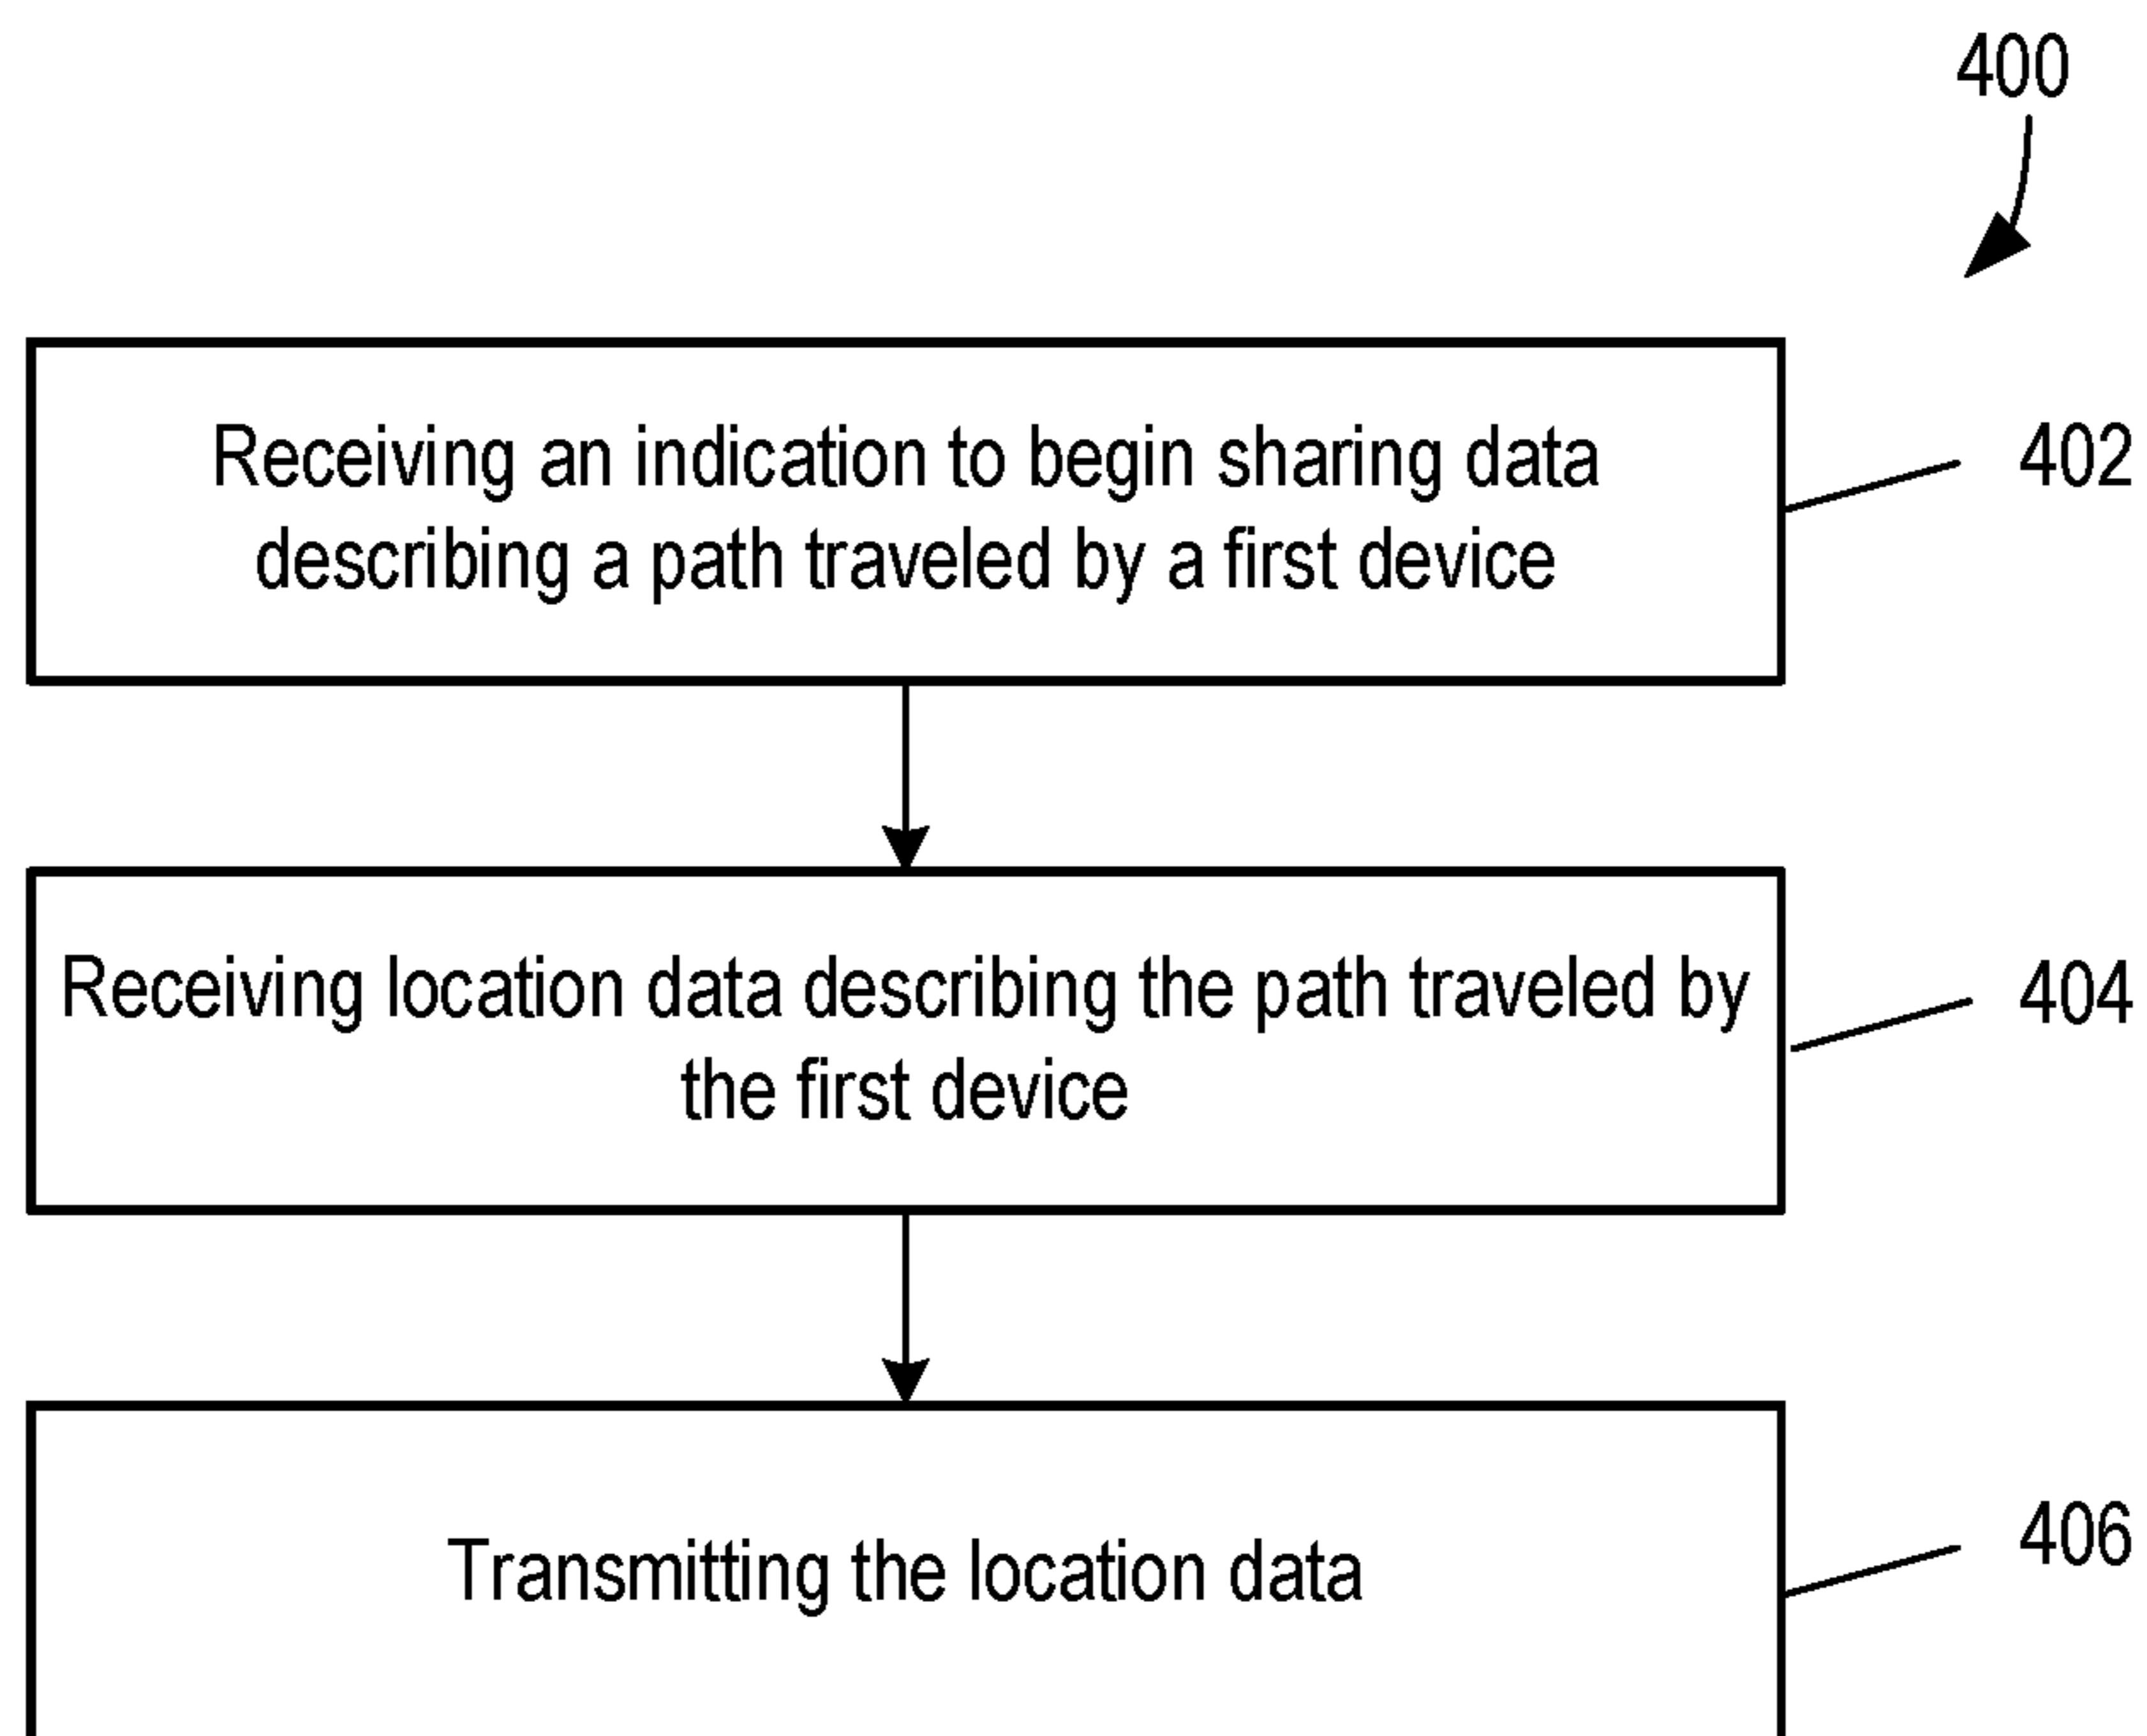 400
Receiving an indication to begin sharing data
describing a path traveled by a first device
402
Receiving location data describing the path traveled by
the first device
404
Transmitting the location data
406